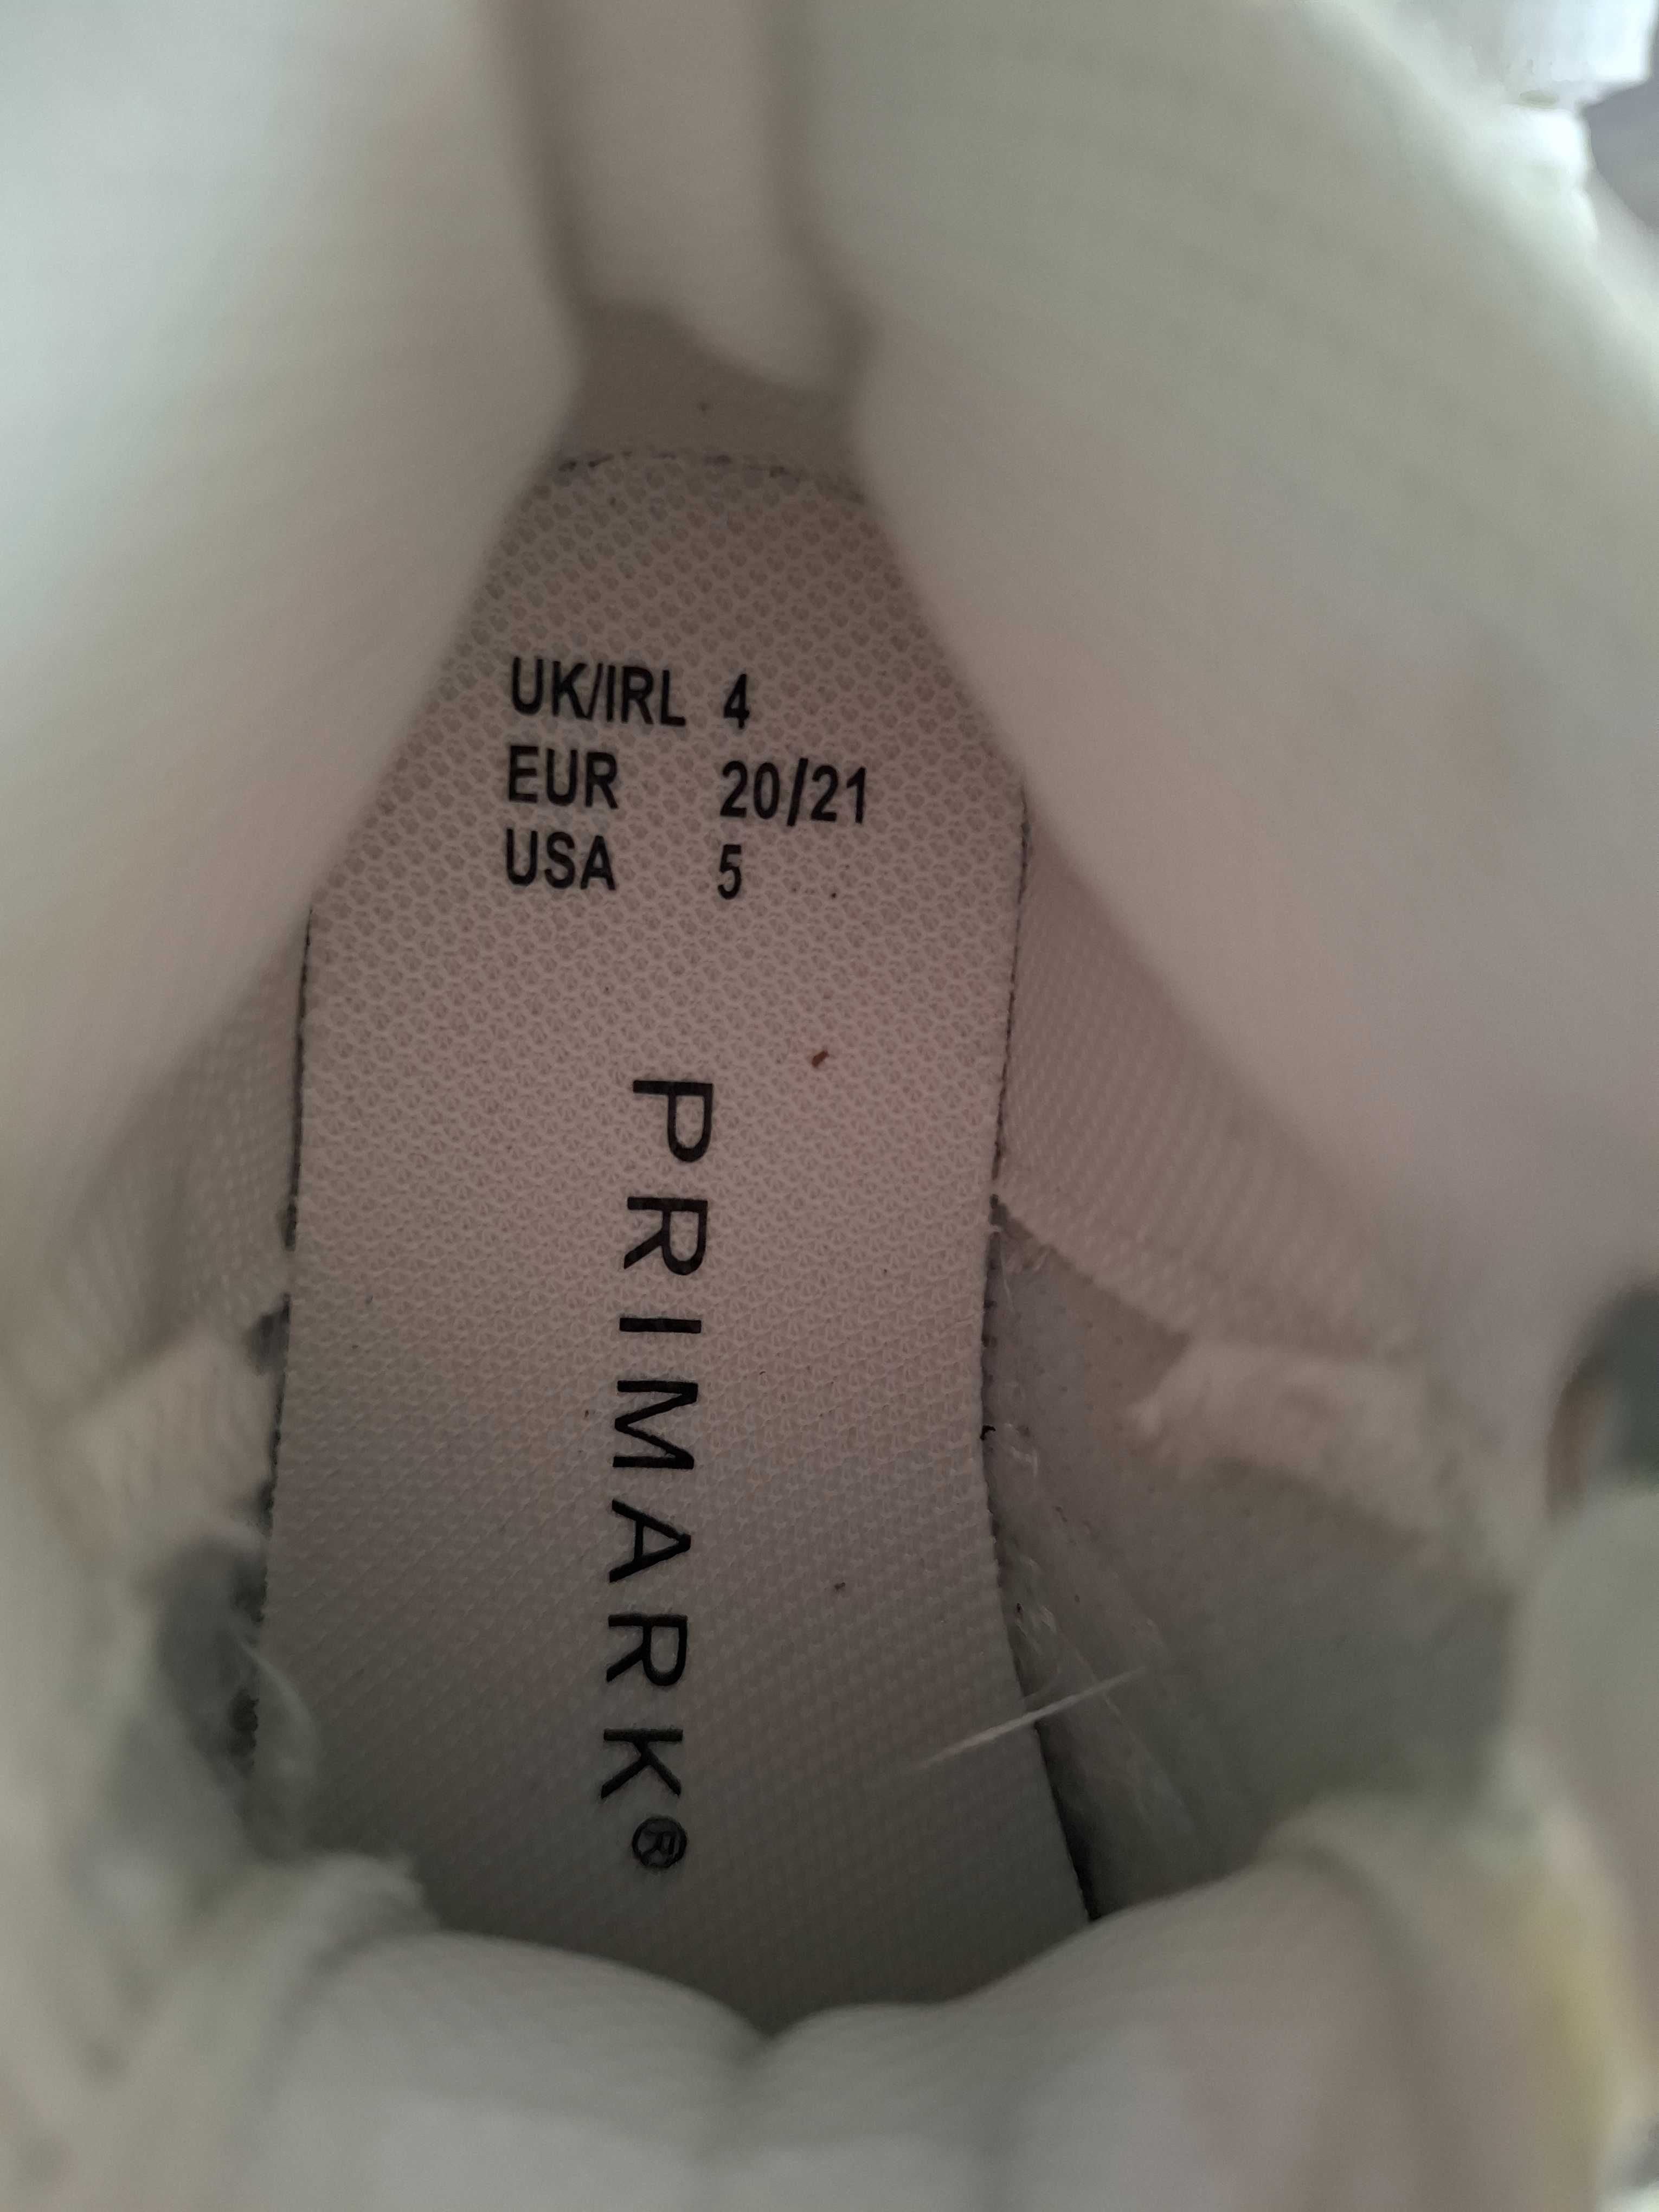 UK/IRL 4
EUR 20/21
USA 5
PRIMARK®